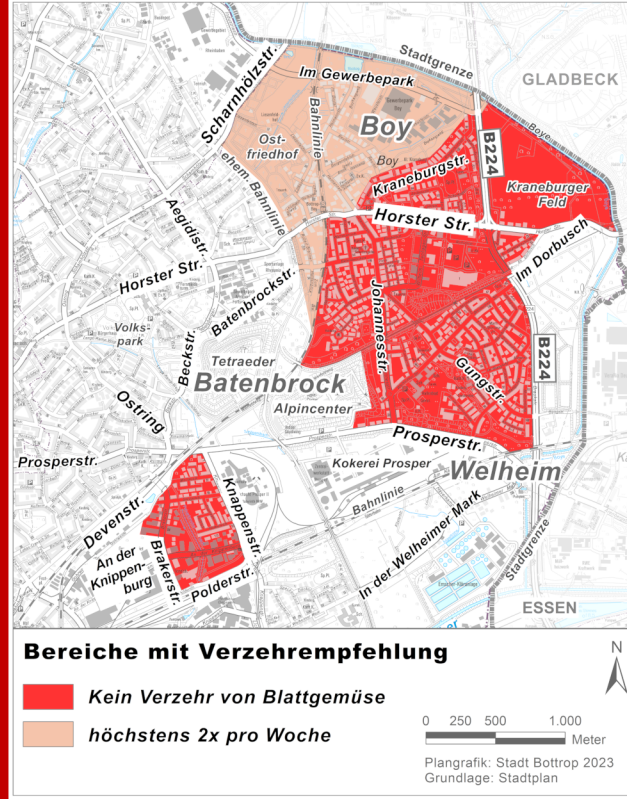 Stadtgrenze
GLADBECK
Im Gewerbepark
Scharnhölzstr.
Boy
Bahnlinie
Ost-
friedhof
Boy
B224
Boye
Kraneburgstr.
Kraneburger
Feld
ehem. Bahnlinie
Aegidistr.
Horster Str.
Im Dorbusch
Horster Str.
Batenbrockstr.
Johannesstr.
Volks-
park
Beckstr.
Tetraeder
Batenbrock
B224
Gungstr.
Alpincenter
Ostring
Prosperstr.
Prosperstr.
Kokerei Prosper
Welheim
Devenstr.
Knappenstr.
Bahnlinie
In der Welheimer Mark
An der
Knippen-
burg
Brakerstr.
Polderstr.
Stadtgrenze
ESSEN
Bereiche mit Verzehrempfehlung
N
Kein Verzehr von Blattgemüse
höchstens 2x pro Woche
0 250 500 1.000
Meter
Plangrafik: Stadt Bottrop 2023
Grundlage: Stadtplan